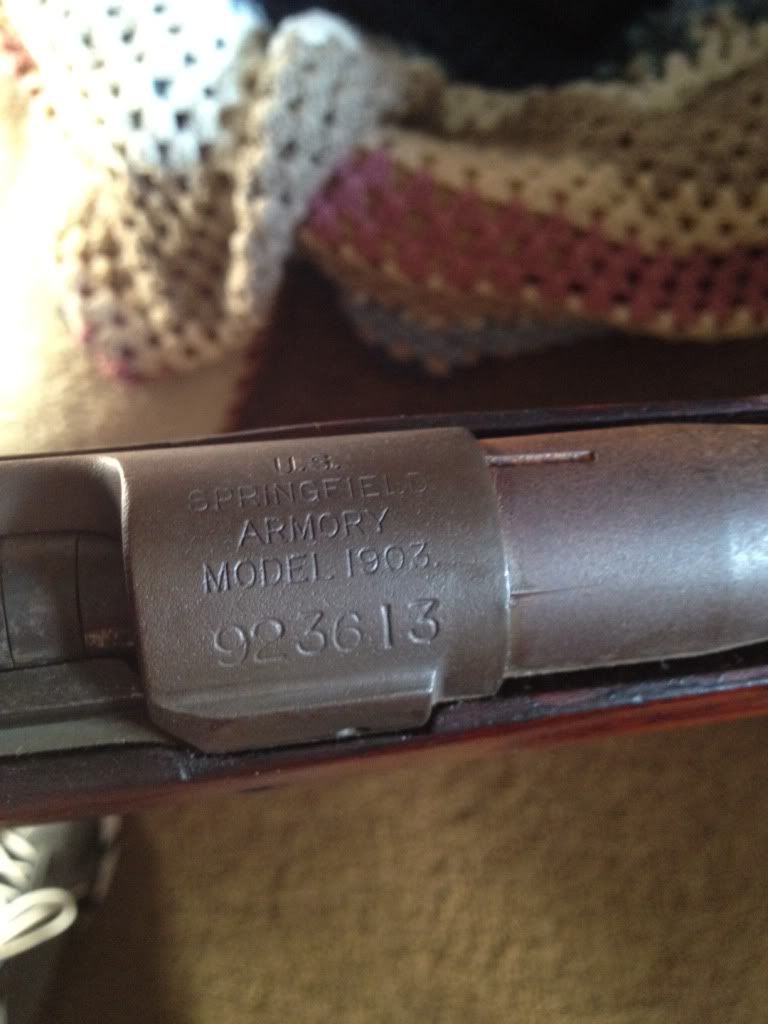 U.S.
SPRINGFIELD
ARMORY
MODEL 1903.
923613